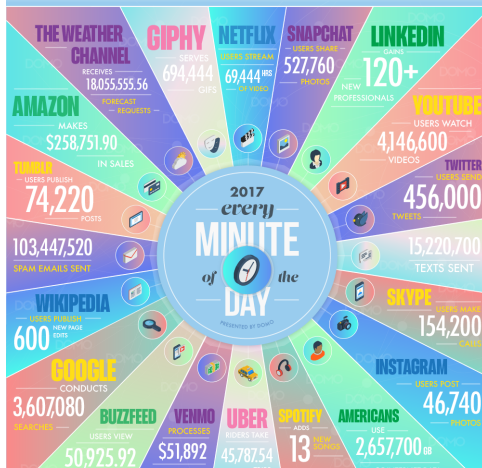 THE WEATHER
CHANNEL
RECEIVES
18,055,555.56
FORECAST
REQUESTS
GIPHY
SERVES
694,444
GIFS
NETFLIX
USERS STREAM
69,444 HRS
OF VIDEO
SNAPCHAT
USERS SHARE
527,760
PHOTOS
LINKEDIN
GAINS
120+
NEW
PROFESSIONALS
YOUTUBE
USERS WATCH
4,146,600
VIDEOS
TWITTER
USERS SEND
456,000
TWEETS
15,220,700
TEXTS SENT
SKYPE
USERS MAKE
154,200
CALLS
INSTAGRAM
USERS POST
46,740
PHOTOS
AMERICANS
USE
2,657,700 GB
SPOTIFY
ADDS
13 NEW
SONGS
UBER
RIDERS TAKE
45,787.54
VENMO
PROCESSES
$51,892
BUZZFEED
USERS VIEW
50,925.92
GOOGLE
CONDUCTS
3,607,080
SEARCHES
WIKIPEDIA
USERS PUBLISH
600 NEW PAGE
EDITS
103,447,520
SPAM EMAILS SENT
TUMBLR
USERS PUBLISH
74,220
POSTS
AMAZON
MAKES
$258,751.90
IN SALES
2017
every
MINUTE
of the
DAY
PRESENTED BY DOMO